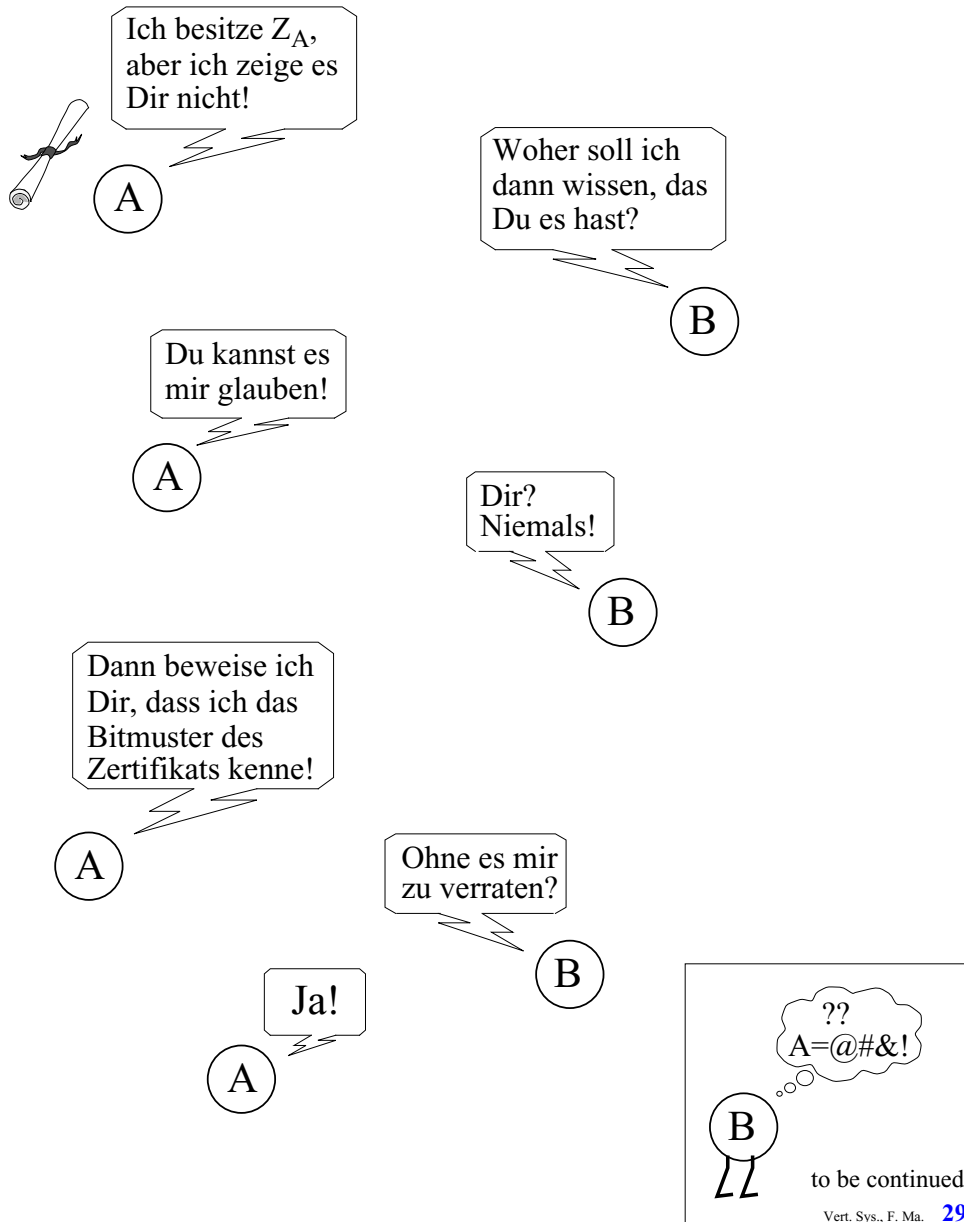 Ich besitze Z_A,
aber ich zeige es
Dir nicht!
A
Woher soll ich
dann wissen, das
Du es hast?
B
Du kannst es
mir glauben!
A
Dir?
Niemals!
B
Dann beweise ich
Dir, dass ich das
Bitmuster des
Zertifikats kenne!
A
Ohne es mir
zu verraten?
B
Ja!
A
??
A=@#&!
B
to be continued
Vert. Sys., F. Ma. 29